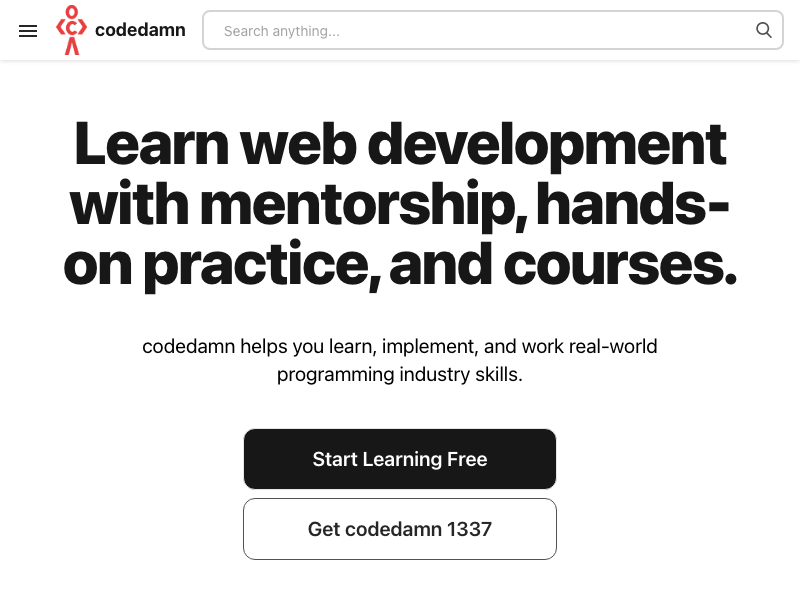 codedamn
Search anything...
Learn web development
with mentorship, hands-
on practice, and courses.
codedamn helps you learn, implement, and work real-world
programming industry skills.
Start Learning Free
Get codedamn 1337